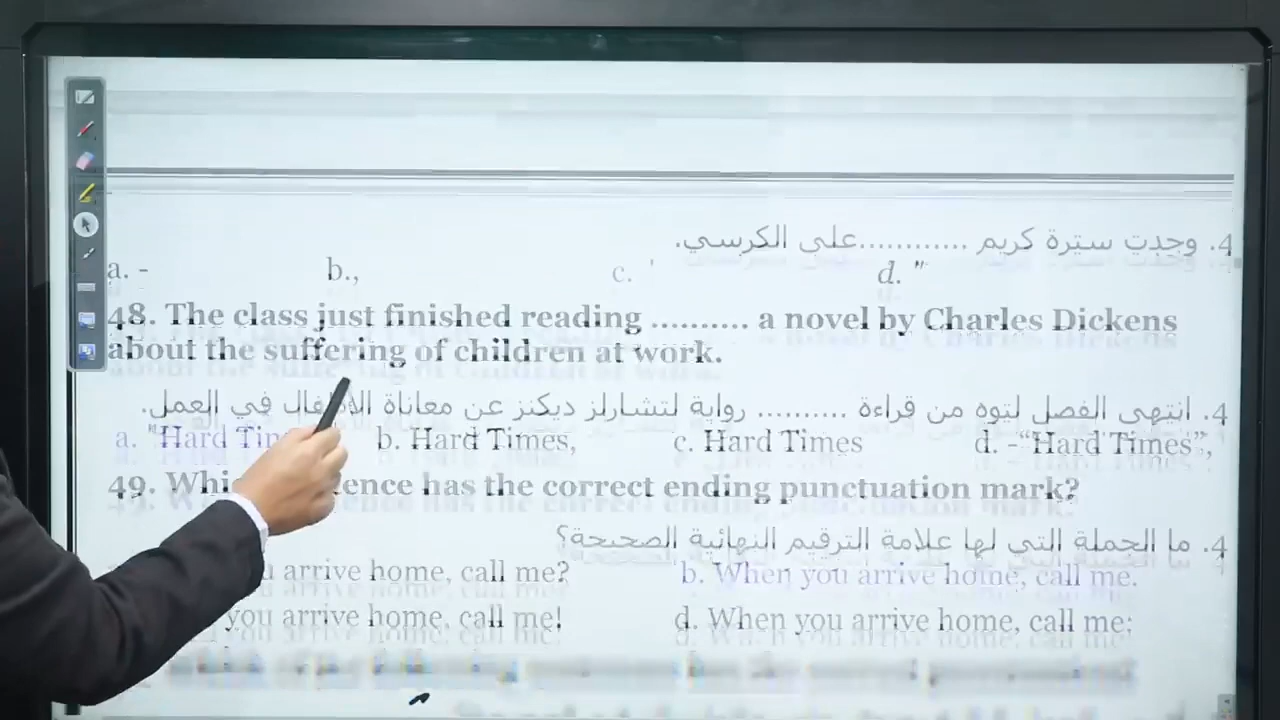 4. وجدت سترة كريم ............على الكرسي.
a. - b., c. ' d. "
48. The class just finished reading .......... a novel by Charles Dickens
about the suffering of children at work.
4. انتهى الفصل لتوه من قراءة .......... رواية لتشارلز ديكنز عن معاناة الأطفال في العمل.
a. "Hard b. Hard Times, c. Hard Times d. -“Hard Times”,
49. has the correct ending punctuation mark?
4. ما الجملة التي لها علامة الترقيم النهائية الصحيحة؟
arrive home, call me? b. When you arrive home, call me.
you arrive home, call me! d. When you arrive home, call me: